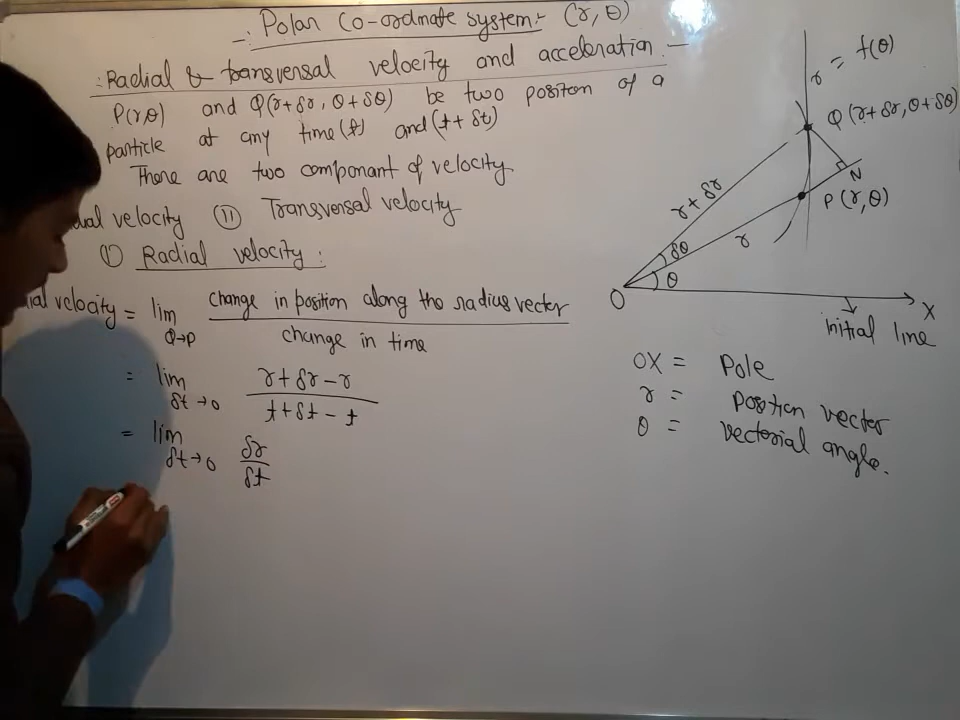 -: Polar Co-ordinate system:- (r, θ)
: Radial & transversal velocity and acceleration :-
P(r,θ) and Q(r+δr, θ+δθ) be two positon of a
particle at any time (t) and (t+δt)
There are two componant of velocity
velocity (II) Transversal velocity
(I) Radial velocity :
velocity = lim Q→P change in position along the radius vector / change in time
= lim δt→0 r+δr-r / t+δt-t
= lim δt→0 δr/δt
r = f(θ)
Q(r+δr, θ+δθ)
N
P(r,θ)
r+δr
r
δθ
θ
O
X
initial line
OX = Pole
r = Position vector
θ = vectorial angle.